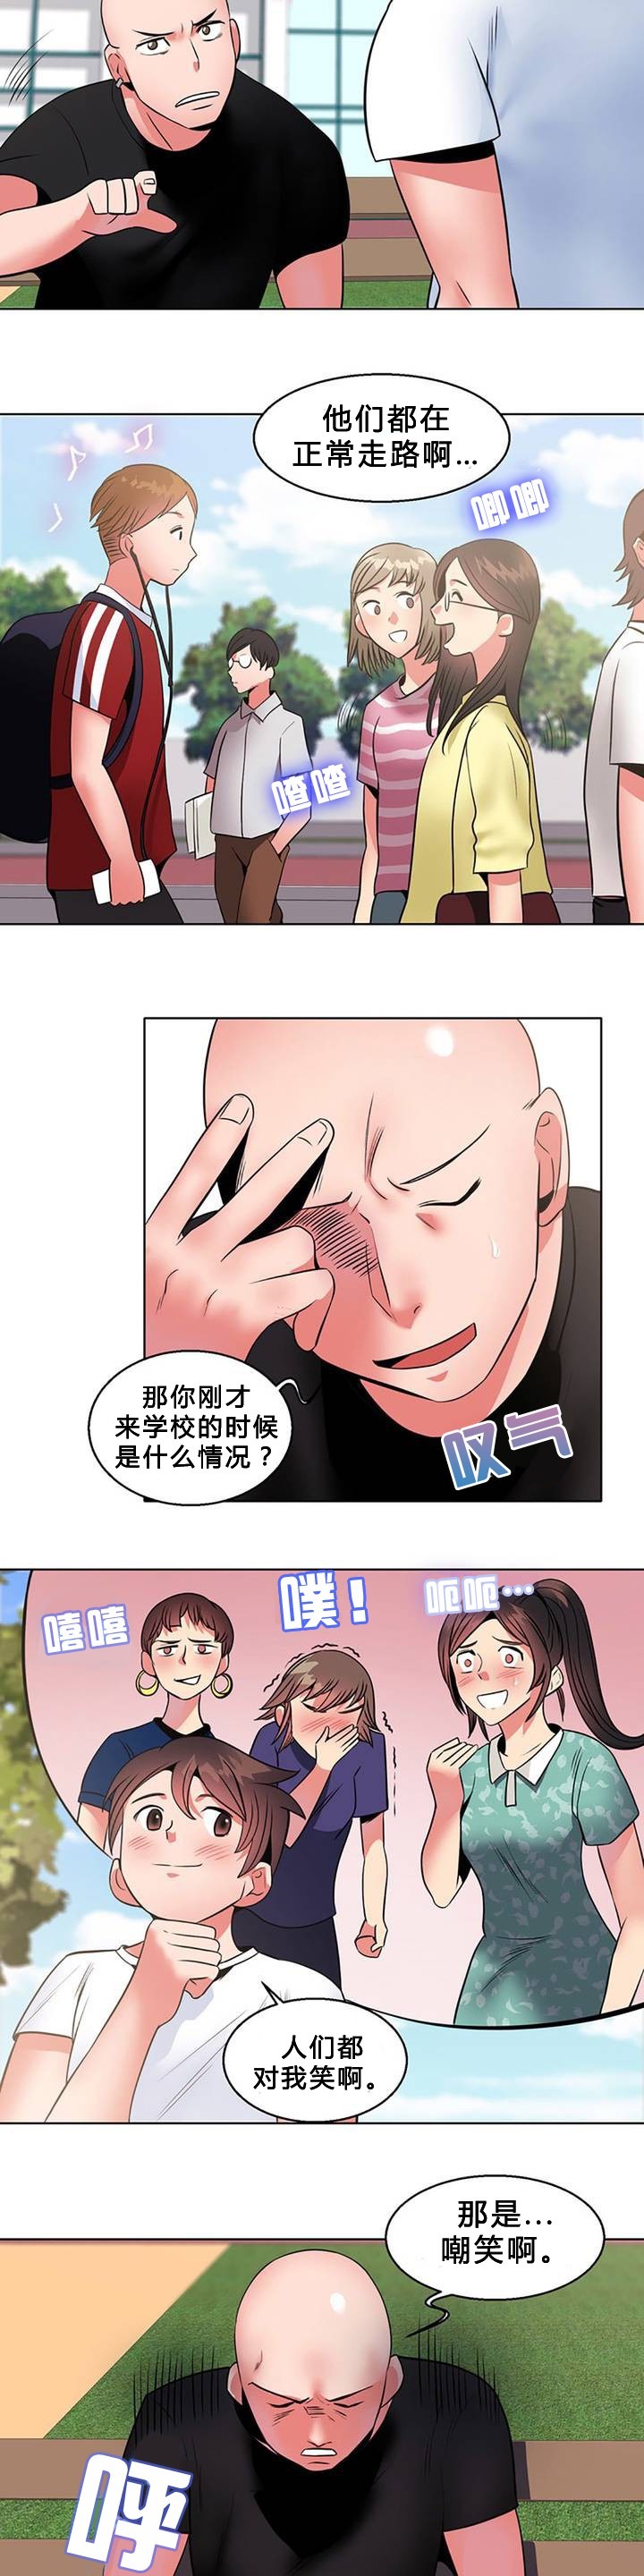 他们都在
正常走路啊...
唧唧
喳喳
那你刚才
来学校的时候
是什么情况？
叹气
嘻嘻
噗！
呃呃...
人们都
对我笑啊。
那是...
嘲笑啊。
呼